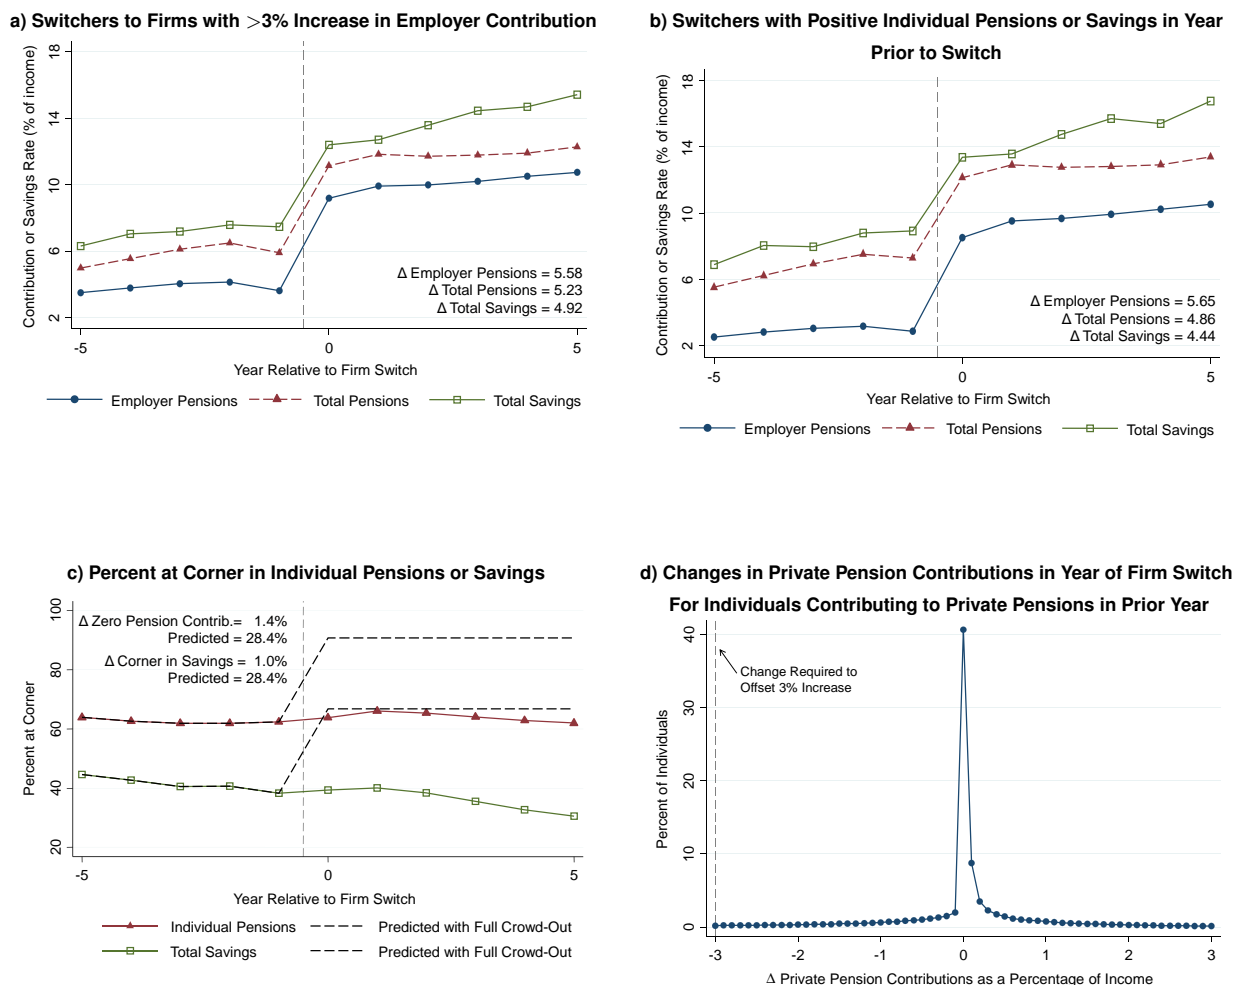 a) Switchers to Firms with >3% Increase in Employer Contribution
Contribution or Savings Rate (% of income)
18
14
10
6
2
Δ Employer Pensions = 5.58
Δ Total Pensions = 5.23
Δ Total Savings = 4.92
-5
0
5
Year Relative to Firm Switch
Employer Pensions
Total Pensions
Total Savings
b) Switchers with Positive Individual Pensions or Savings in Year
Prior to Switch
Contribution or Savings Rate (% of income)
18
14
10
6
2
Δ Employer Pensions = 5.65
Δ Total Pensions = 4.86
Δ Total Savings = 4.44
-5
0
5
Year Relative to Firm Switch
Employer Pensions
Total Pensions
Total Savings
c) Percent at Corner in Individual Pensions or Savings
Percent at Corner
100
80
60
40
20
Δ Zero Pension Contrib.= 1.4%
Predicted = 28.4%
Δ Corner in Savings = 1.0%
Predicted = 28.4%
-5
0
5
Year Relative to Firm Switch
Individual Pensions
Predicted with Full Crowd-Out
Total Savings
Predicted with Full Crowd-Out
d) Changes in Private Pension Contributions in Year of Firm Switch
For Individuals Contributing to Private Pensions in Prior Year
Percent of Individuals
40
30
20
10
0
Change Required to
Offset 3% Increase
-3
-2
-1
0
1
2
3
Δ Private Pension Contributions as a Percentage of Income